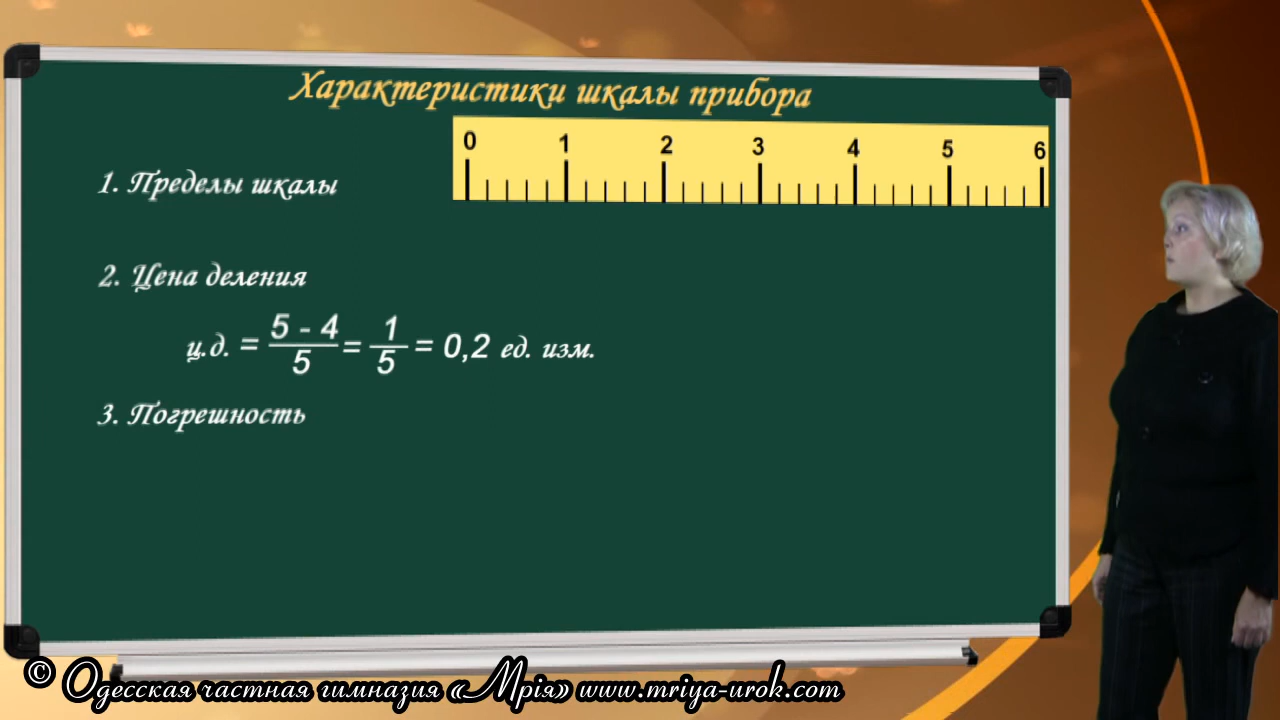 Характеристики шкалы прибора
0 1 2 3 4 5 6
1. Пределы шкалы
2. Цена деления
ц.д. = 5 - 4 / 5 = 1 / 5 = 0,2 ед. изм.
3. Погрешность
© Одесская частная гимназия «Мрія» www.mriya-urok.com